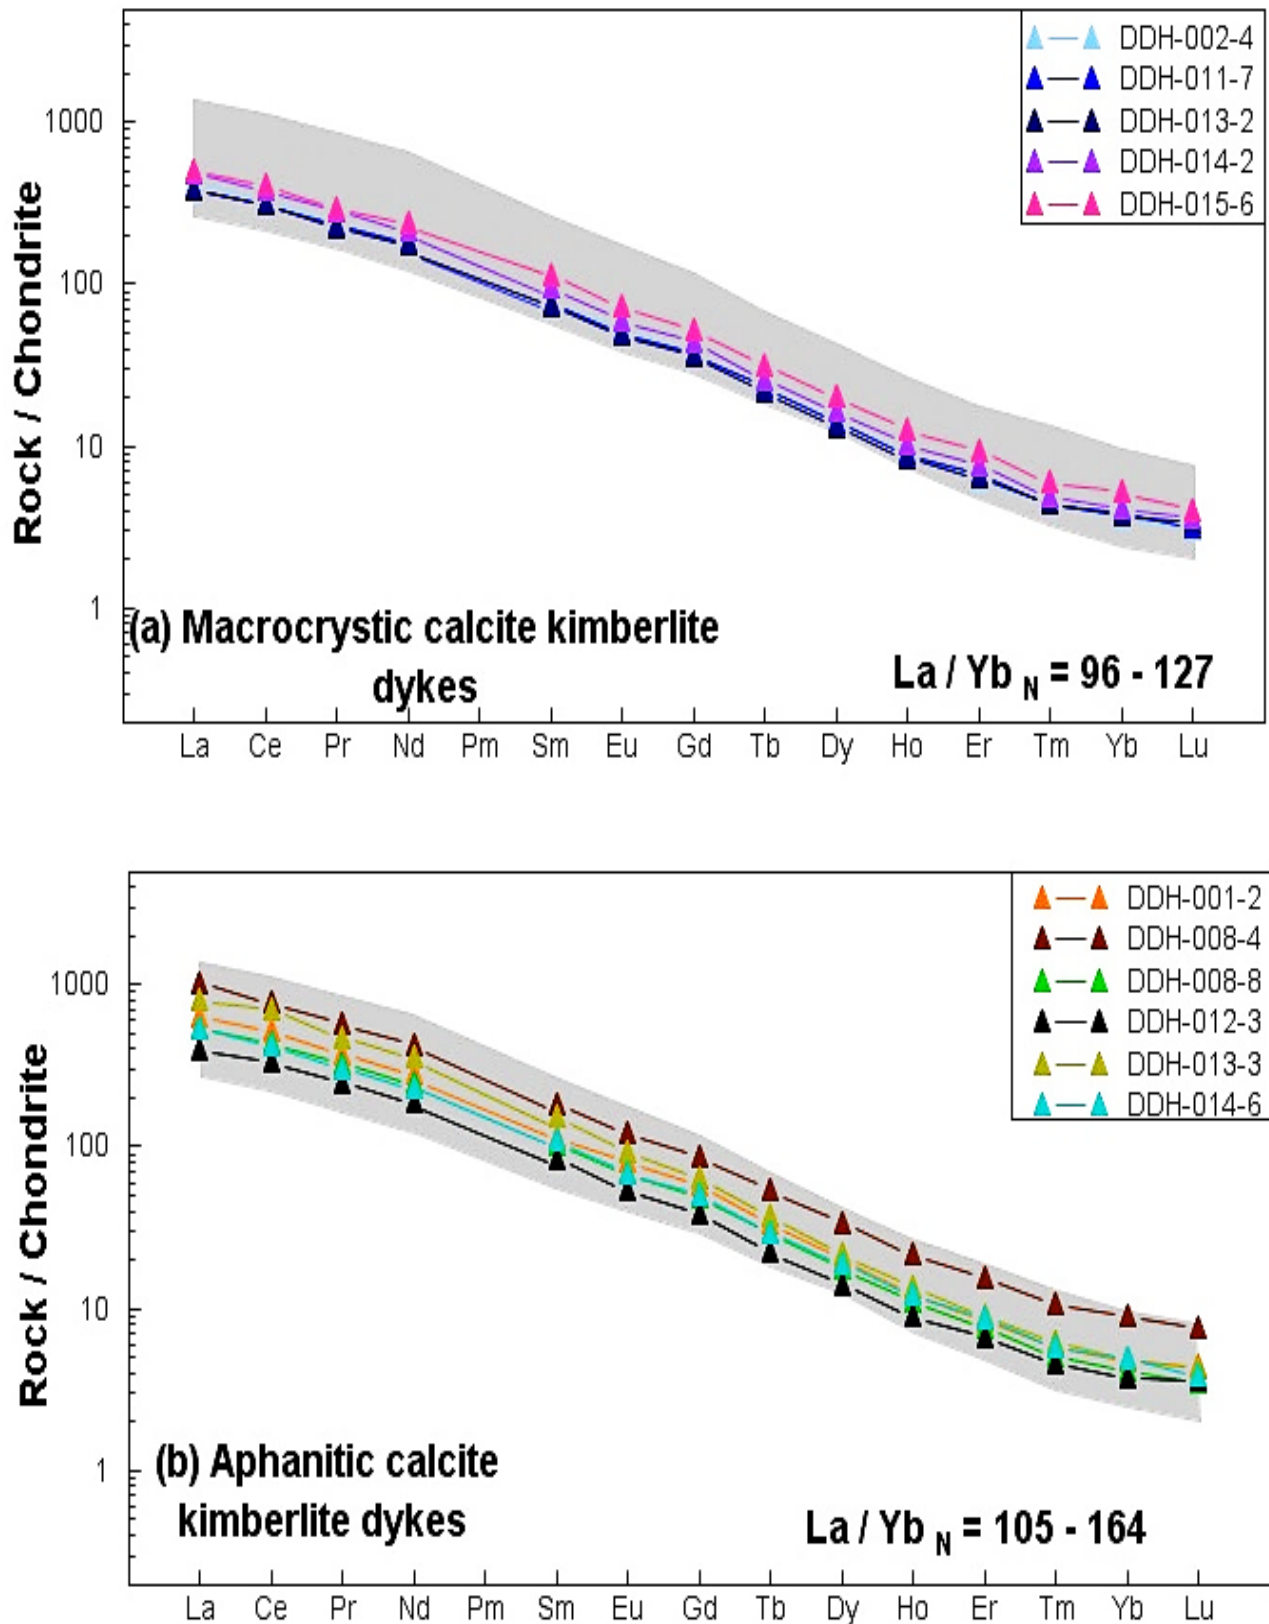 DDH-002-4
DDH-011-7
DDH-013-2
DDH-014-2
DDH-015-6
Rock / Chondrite
1000
100
10
1
(a) Macrocrystic calcite kimberlite
dykes
La / Yb N = 96 - 127
La Ce Pr Nd Pm Sm Eu Gd Tb Dy Ho Er Tm Yb Lu
DDH-001-2
DDH-008-4
DDH-008-8
DDH-012-3
DDH-013-3
DDH-014-6
Rock / Chondrite
1000
100
10
1
(b) Aphanitic calcite
kimberlite dykes
La / Yb N = 105 - 164
La Ce Pr Nd Pm Sm Eu Gd Tb Dy Ho Er Tm Yb Lu